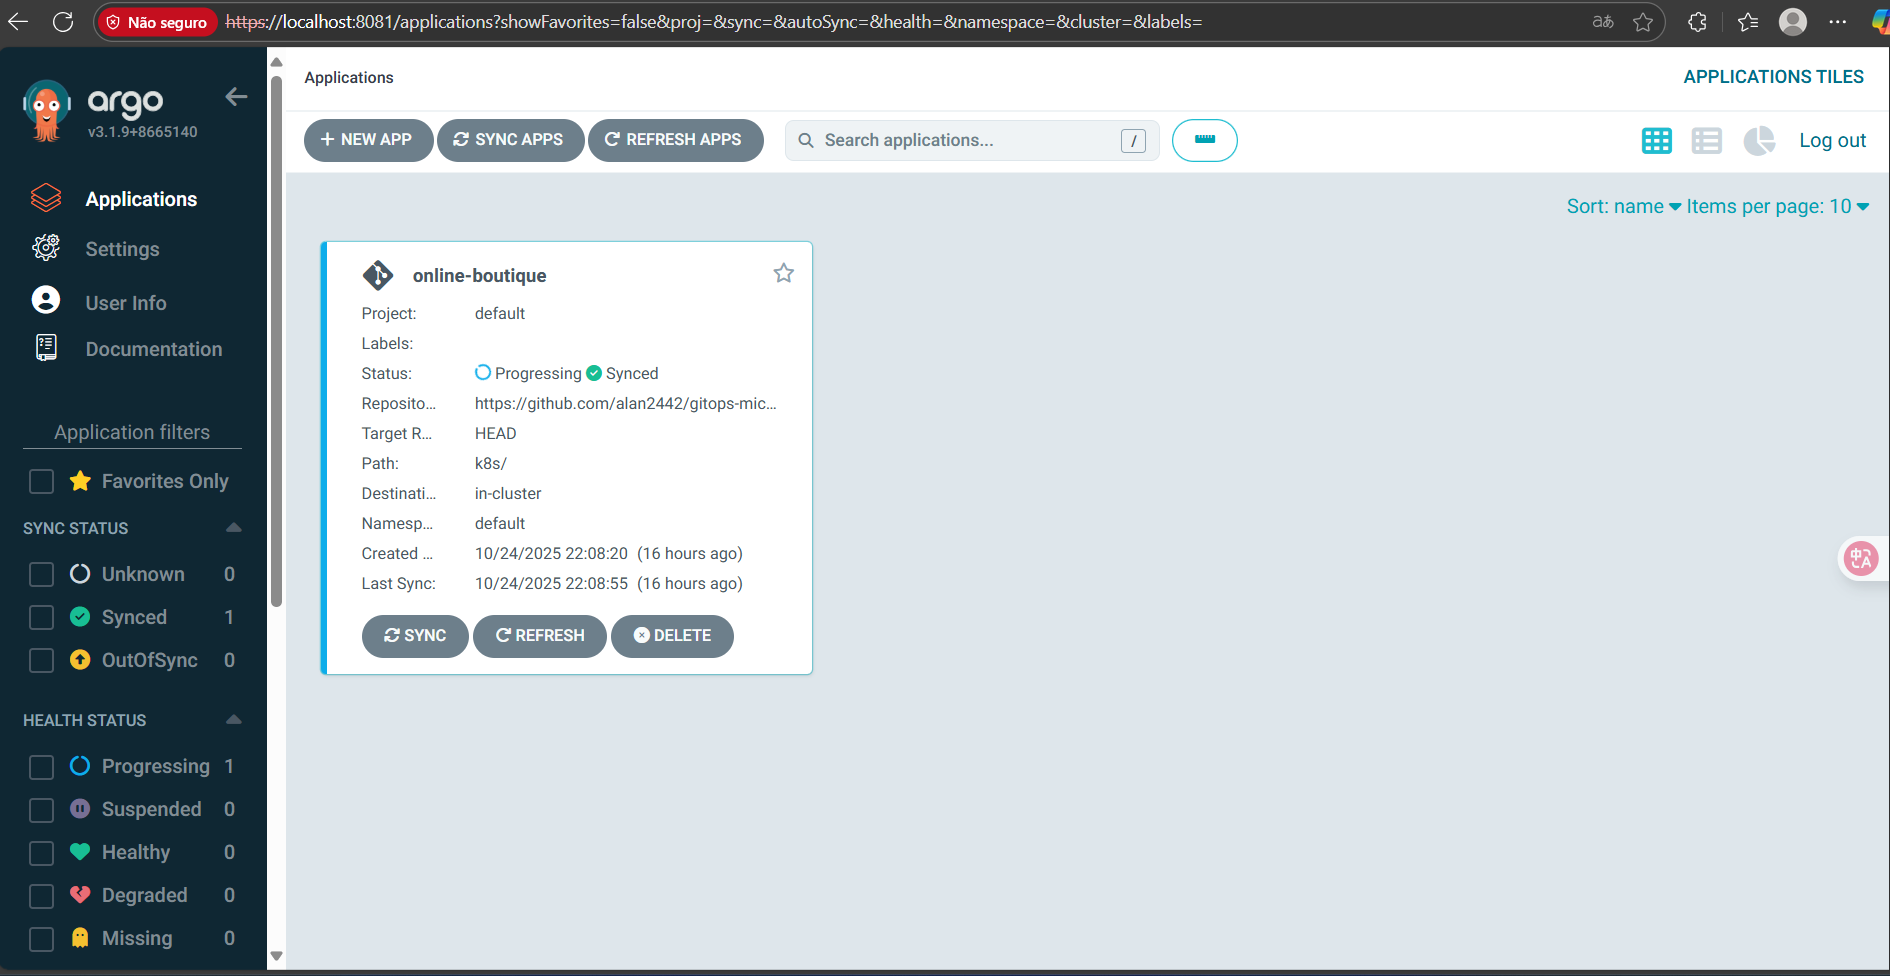 Não seguro https://localhost:8081/applications?showFavorites=false&proj=&sync=&autoSync=&health=&namespace=&cluster=&labels=
argo
v3.1.9+8665140
Applications
Settings
User Info
Documentation
Application filters
Favorites Only
SYNC STATUS
Unknown 0
Synced 1
OutOfSync 0
HEALTH STATUS
Progressing 1
Suspended 0
Healthy 0
Degraded 0
Missing 0
Applications
APPLICATIONS TILES
+ NEW APP
SYNC APPS
REFRESH APPS
Search applications... /
Log out
Sort: name Items per page: 10
online-boutique
Project: default
Labels:
Status: Progressing Synced
Reposito... https://github.com/alan2442/gitops-mic...
Target R... HEAD
Path: k8s/
Destinati... in-cluster
Namesp... default
Created ... 10/24/2025 22:08:20 (16 hours ago)
Last Sync: 10/24/2025 22:08:55 (16 hours ago)
SYNC
REFRESH
DELETE